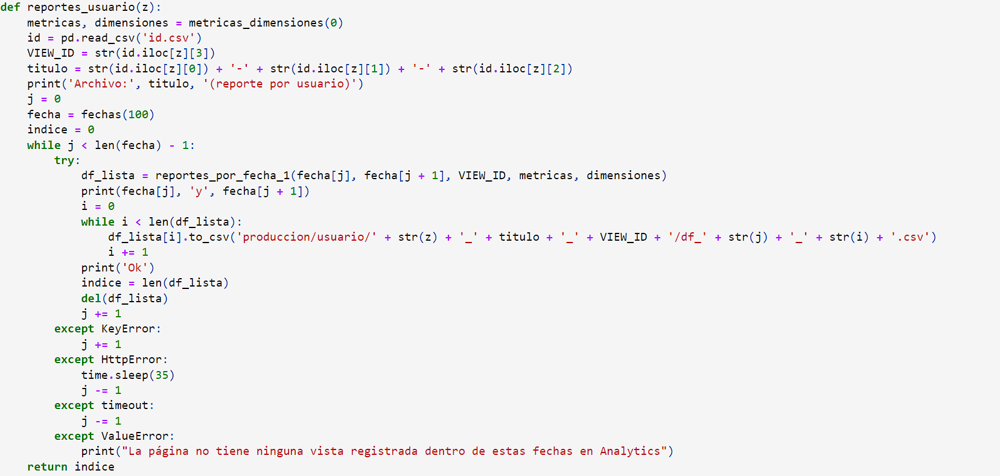 def reportes_usuario(z):
    metricas, dimensiones = metricas_dimensiones(0)
    id = pd.read_csv('id.csv')
    VIEW_ID = str(id.iloc[z][3])
    titulo = str(id.iloc[z][0]) + '-' + str(id.iloc[z][1]) + '-' + str(id.iloc[z][2])
    print('Archivo:', titulo, '(reporte por usuario)')
    j = 0
    fecha = fechas(100)
    indice = 0
    while j < len(fecha) - 1:
        try:
            df_lista = reportes_por_fecha_1(fecha[j], fecha[j + 1], VIEW_ID, metricas, dimensiones)
            print(fecha[j], 'y', fecha[j + 1])
            i = 0
            while i < len(df_lista):
                df_lista[i].to_csv('produccion/usuario/' + str(z) + '_' + titulo + '_' + VIEW_ID + '/df_' + str(j) + '_' + str(i) + '.csv')
                i += 1
            print('Ok')
            indice = len(df_lista)
            del(df_lista)
            j += 1
        except KeyError:
            j += 1
        except HttpError:
            time.sleep(35)
            j -= 1
        except timeout:
            j -= 1
        except ValueError:
            print("La página no tiene ninguna vista registrada dentro de estas fechas en Analytics")
    return indice